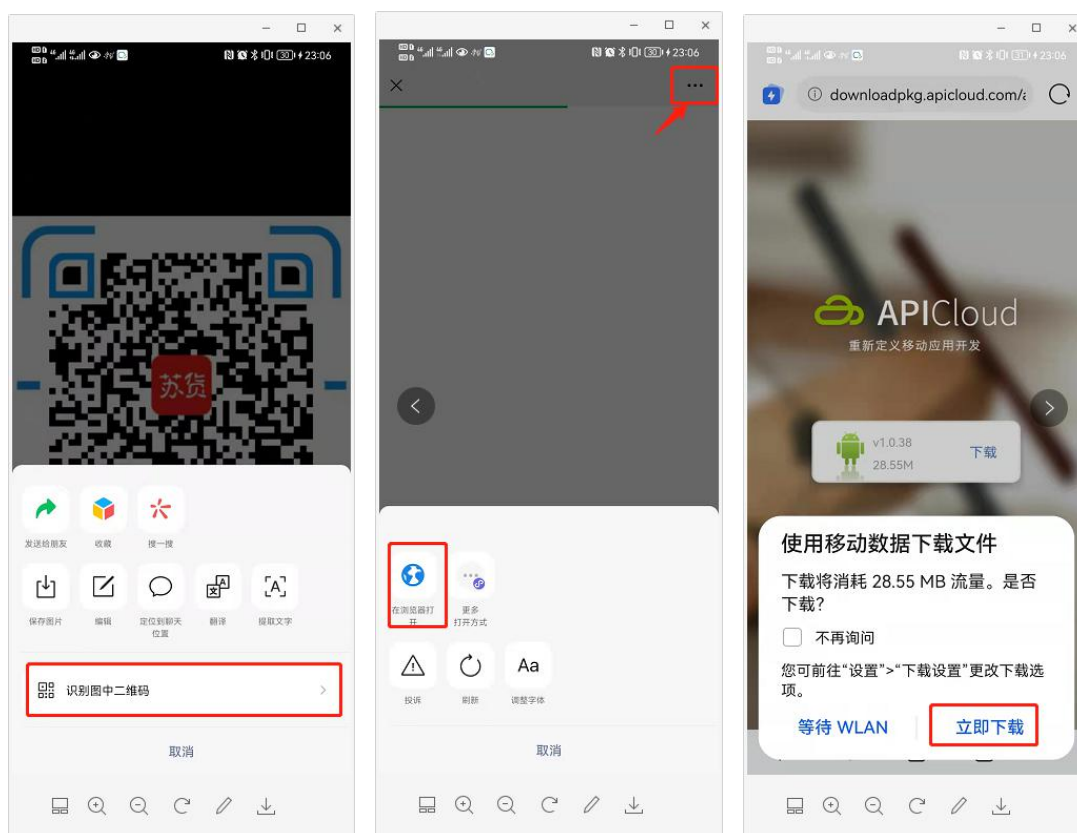 23:06
苏货
发送给朋友
收藏
搜一搜
保存图片
编辑
定位到聊天
位置
翻译
提取文字
识别图中二维码
取消
23:06
在浏览器打
开
更多
打开方式
投诉
刷新
Aa
调整字体
取消
23:06
downloadpkg.apicloud.com/a
APICloud
重新定义移动应用开发
v1.0.38
28.55M
下载
使用移动数据下载文件
下载将消耗 28.55 MB 流量。是否
下载?
不再询问
您可前往“设置”>“下载设置”更改下载选
项。
等待 WLAN
立即下载